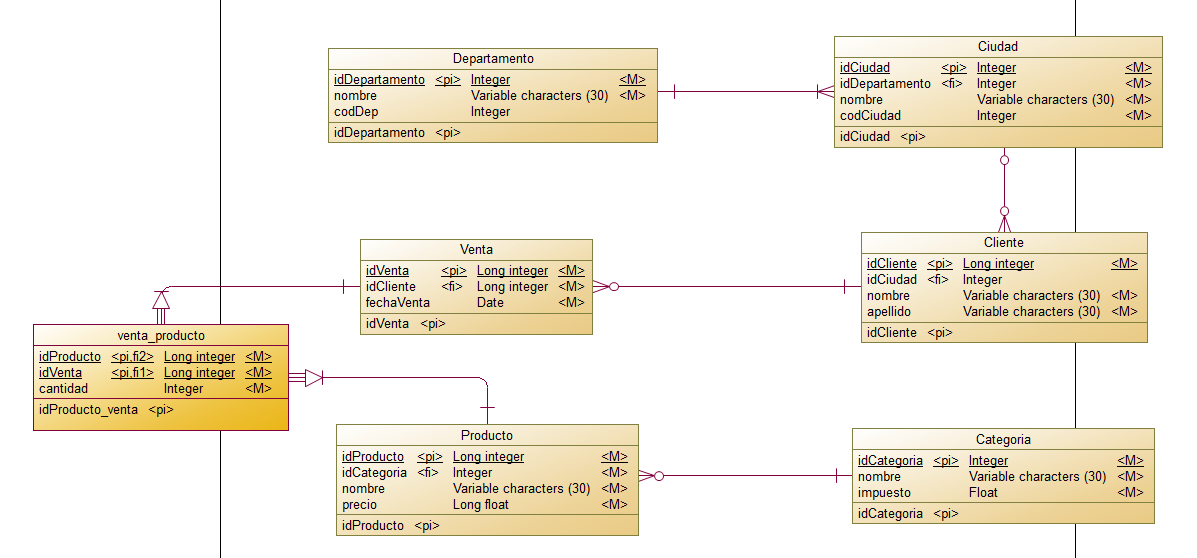 Departamento
idDepartamento <pi> Integer <M>
nombre Variable characters (30) <M>
codDep Integer
idDepartamento <pi>
Ciudad
idCiudad <pi> Integer <M>
idDepartamento <fi> Integer <M>
nombre Variable characters (30) <M>
codCiudad Integer <M>
idCiudad <pi>
Venta
idVenta <pi> Long integer <M>
idCliente <fi> Long integer <M>
fechaVenta Date <M>
idVenta <pi>
Cliente
idCliente <pi> Long integer <M>
idCiudad <fi> Integer
nombre Variable characters (30) <M>
apellido Variable characters (30) <M>
idCliente <pi>
venta_producto
idProducto <pi,fi2> Long integer <M>
idVenta <pi,fi1> Long integer <M>
cantidad Integer <M>
idProducto_venta <pi>
Producto
idProducto <pi> Long integer <M>
idCategoria <fi> Integer <M>
nombre Variable characters (30) <M>
precio Long float <M>
idProducto <pi>
Categoria
idCategoria <pi> Integer <M>
nombre Variable characters (30) <M>
impuesto Float <M>
idCategoria <pi>